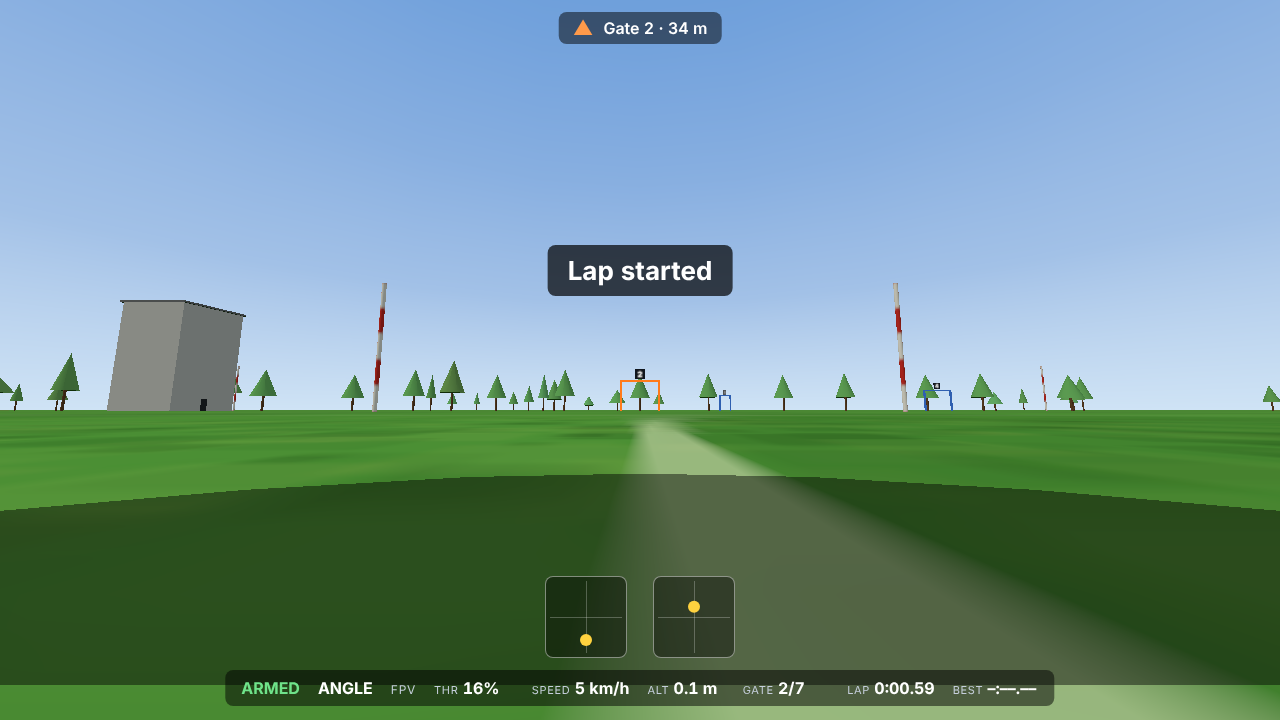 Gate 2 · 34 m
Lap started
2
ARMED ANGLE FPV THR 16% SPEED 5 km/h ALT 0.1 m GATE 2/7 LAP 0:00.59 BEST –:––.––